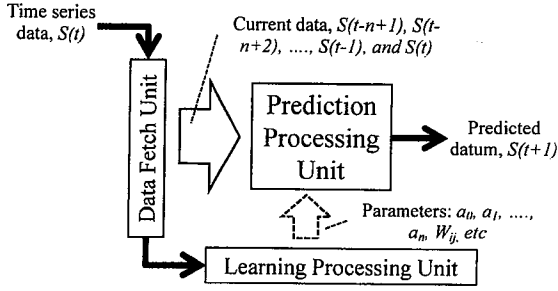 Time series
data, S(t)
Current data, S(t-n+1), S(t-
n+2), ...., S(t-1), and S(t)
Data Fetch Unit
Prediction
Processing
Unit
Predicted
datum, S(t+1)
Parameters: a0, a1, ....,
an, Wij, etc
Learning Processing Unit